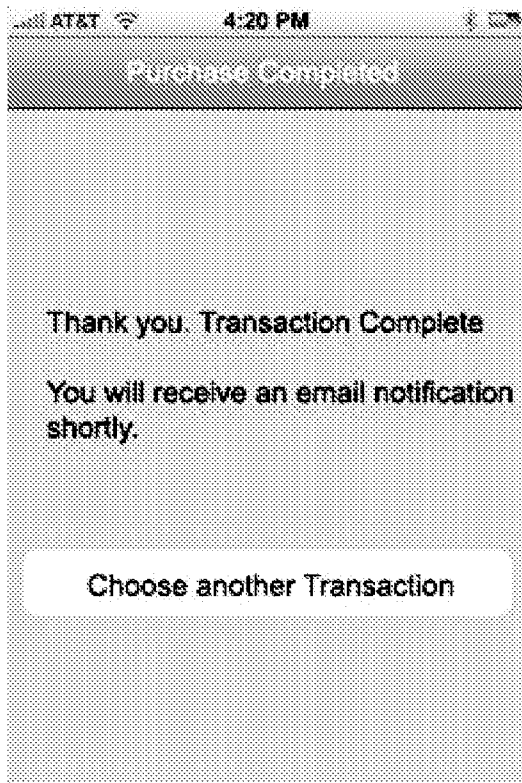 AT&T 4:20 PM
Purchase Completed
Thank you. Transaction Complete
You will receive an email notification
shortly.
Choose another Transaction